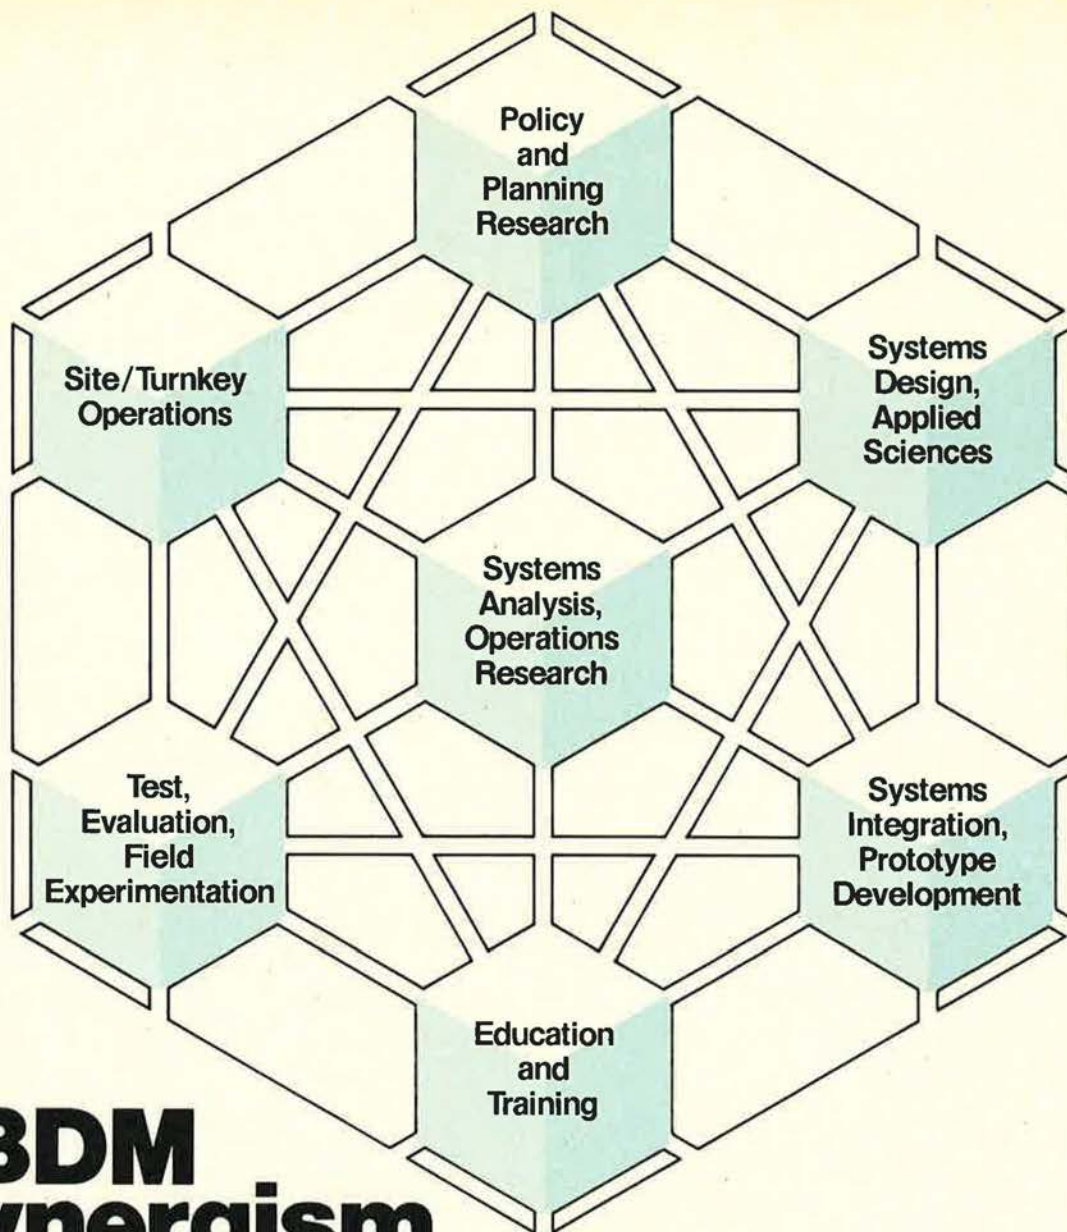 Policy
and
Planning
Research
Site/Turnkey
Operations
Systems
Design,
Applied
Sciences
Systems
Analysis,
Operations
Research
Test,
Evaluation,
Field
Experimentation
Systems
Integration,
Prototype
Development
Education
and
Training
BDM
ynergism